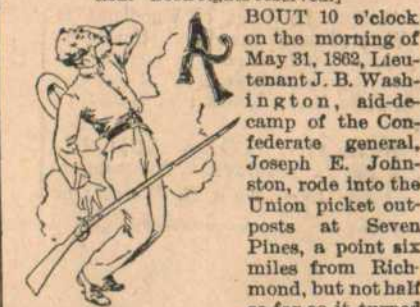 ABOUT 10 o'clock
on the morning of
May 31, 1862, Lieu-
tenant J. B. Wash-
ington, aid-de-
camp of the Con-
federate general,
Joseph E. John-
ston, rode into the
Union picket out-
posts at Seven
Pines, a point six
miles from Rich-
mond, but not half